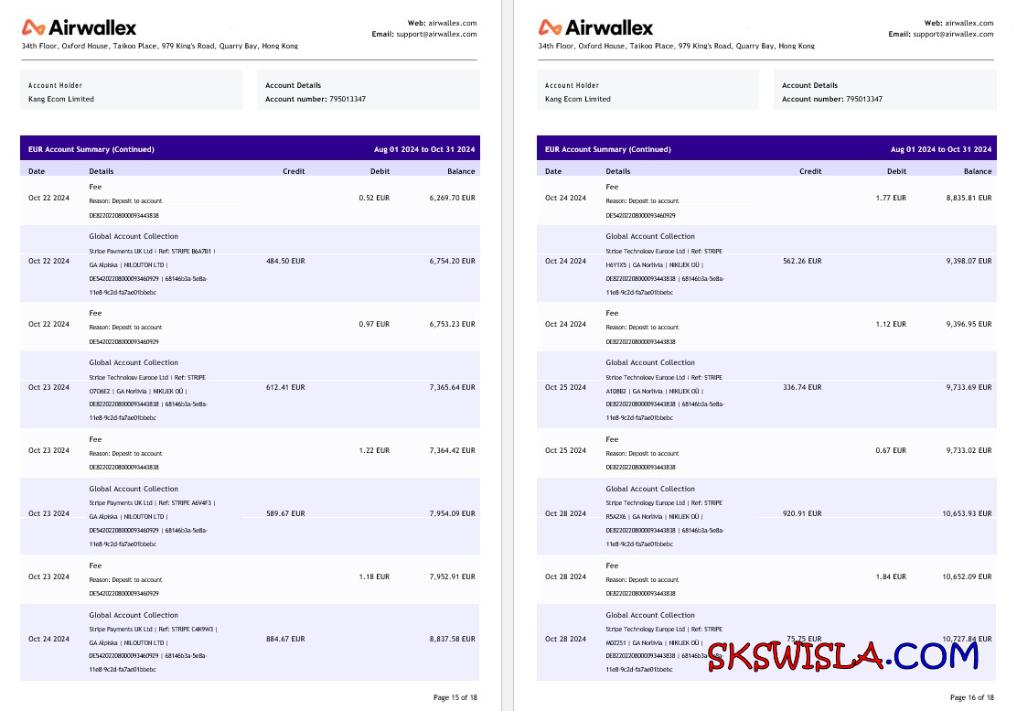 Airwallex
Web: airwallex.com
Email: support@airwallex.com
34th Floor, Oxford House, Taikoo Place, 979 King's Road, Quarry Bay, Hong Kong
Account Holder
Kang Ecom Limited
Account Details
Account number: 795013347
EUR Account Summary (Continued) Aug 01 2024 to Oct 31 2024
Date Details Credit Debit Balance
Fee
Oct 22 2024 Reason: Deposit to account 0.52 EUR 6,269.70 EUR
DE82202208000093443838
Global Account Collection
Stripe Payments UK Ltd | Ref: STRIPE B6A7B1 |
Oct 22 2024 GA Alpiska | NILOUTON LTD | 484.50 EUR 6,754.20 EUR
DE54202208000093460929 | 68146b3a-5e8a-
11e8-9c2d-fa7ae01bbebc
Fee
Oct 22 2024 Reason: Deposit to account 0.97 EUR 6,753.23 EUR
DE54202208000093460929
Global Account Collection
Stripe Technology Europe Ltd | Ref: STRIPE
Oct 23 2024 O7O6E2 | GA Norlivia | NIKLIEK OÜ | 612.41 EUR 7,365.64 EUR
DE82202208000093443838 | 68146b3a-5e8a-
11e8-9c2d-fa7ae01bbebc
Fee
Oct 23 2024 Reason: Deposit to account 1.22 EUR 7,364.42 EUR
DE82202208000093443838
Global Account Collection
Stripe Payments UK Ltd | Ref: STRIPE A6V4F3 |
Oct 23 2024 GA Alpiska | NILOUTON LTD | 589.67 EUR 7,954.09 EUR
DE54202208000093460929 | 68146b3a-5e8a-
11e8-9c2d-fa7ae01bbebc
Fee
Oct 23 2024 Reason: Deposit to account 1.18 EUR 7,952.91 EUR
DE54202208000093460929
Global Account Collection
Stripe Payments UK Ltd | Ref: STRIPE C4K9W3 |
Oct 24 2024 GA Alpiska | NILOUTON LTD | 884.67 EUR 8,837.58 EUR
DE54202208000093460929 | 68146b3a-5e8a-
11e8-9c2d-fa7ae01bbebc
Page 15 of 18
Airwallex
Web: airwallex.com
Email: support@airwallex.com
34th Floor, Oxford House, Taikoo Place, 979 King's Road, Quarry Bay, Hong Kong
Account Holder
Kang Ecom Limited
Account Details
Account number: 795013347
EUR Account Summary (Continued) Aug 01 2024 to Oct 31 2024
Date Details Credit Debit Balance
Fee
Oct 24 2024 Reason: Deposit to account 1.77 EUR 8,835.81 EUR
DE54202208000093460929
Global Account Collection
Stripe Technology Europe Ltd | Ref: STRIPE
Oct 24 2024 H6Y1X5 | GA Norlivia | NIKLIEK OÜ | 562.26 EUR 9,398.07 EUR
DE82202208000093443838 | 68146b3a-5e8a-
11e8-9c2d-fa7ae01bbebc
Fee
Oct 24 2024 Reason: Deposit to account 1.12 EUR 9,396.95 EUR
DE82202208000093443838
Global Account Collection
Stripe Technology Europe Ltd | Ref: STRIPE
Oct 25 2024 A1O8B2 | GA Norlivia | NIKLIEK OÜ | 336.74 EUR 9,733.69 EUR
DE82202208000093443838 | 68146b3a-5e8a-
11e8-9c2d-fa7ae01bbebc
Fee
Oct 25 2024 Reason: Deposit to account 0.67 EUR 9,733.02 EUR
DE82202208000093443838
Global Account Collection
Stripe Technology Europe Ltd | Ref: STRIPE
Oct 28 2024 R5A2X6 | GA Norlivia | NIKLIEK OÜ | 920.91 EUR 10,653.93 EUR
DE82202208000093443838 | 68146b3a-5e8a-
11e8-9c2d-fa7ae01bbebc
Fee
Oct 28 2024 Reason: Deposit to account 1.84 EUR 10,652.09 EUR
DE82202208000093443838
Global Account Collection
Stripe Technology Europe Ltd | Ref: STRIPE
Oct 28 2024 M0Z2S1 | GA Norlivia | NIKLIEK OÜ | 75.75 EUR 10,727.84 EUR
DE82202208000093443838 | 68146b3a-5e8a-
11e8-9c2d-fa7ae01bbebc
SKSWISLA.COM
Page 16 of 18